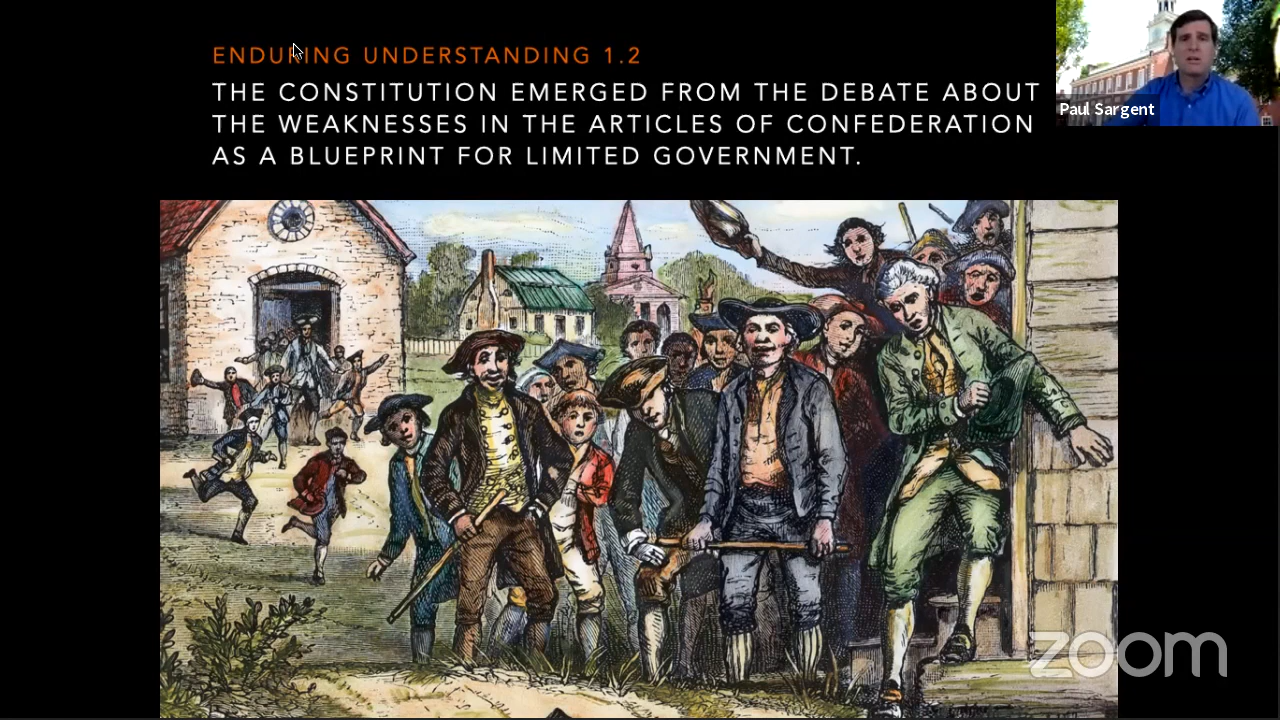 ENDURING UNDERSTANDING 1.2
THE CONSTITUTION EMERGED FROM THE DEBATE ABOUT
THE WEAKNESSES IN THE ARTICLES OF CONFEDERATION
AS A BLUEPRINT FOR LIMITED GOVERNMENT.
Paul Sargent
zoom